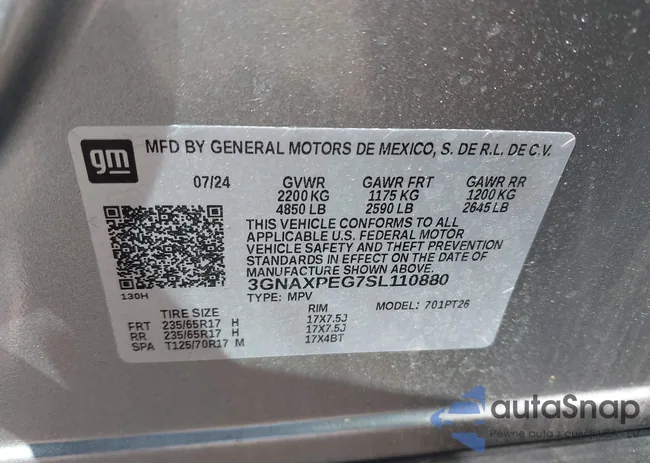 gm
MFD BY GENERAL MOTORS DE MEXICO, S. DE R.L. DE C.V.
07/24 GVWR GAWR FRT GAWR RR
2200 KG 1175 KG 1200 KG
4850 LB 2590 LB 2645 LB
THIS VEHICLE CONFORMS TO ALL
APPLICABLE U.S. FEDERAL MOTOR
VEHICLE SAFETY AND THEFT PREVENTION
STANDARDS IN EFFECT ON THE DATE OF
MANUFACTURE SHOWN ABOVE.
3GNAXPEG7SL110880
130H TYPE: MPV MODEL: 701PT26
TIRE SIZE RIM
FRT 235/65R17 H 17X7.5J
RR 235/65R17 H 17X7.5J
SPA T125/70R17 M 17X4BT
autaSnap